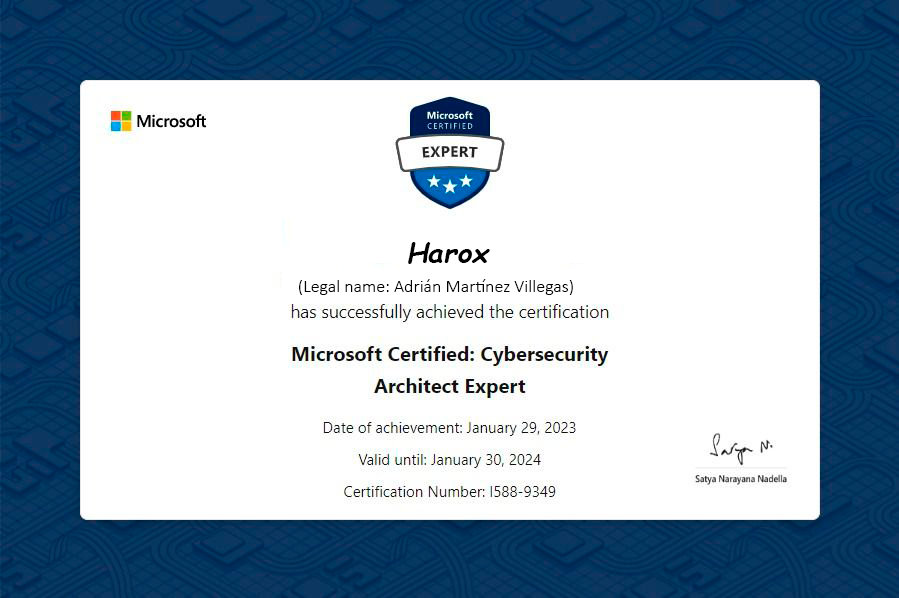 Microsoft
Microsoft
CERTIFIED
EXPERT
Harox
(Legal name: Adrián Martínez Villegas)
has successfully achieved the certification
Microsoft Certified: Cybersecurity
Architect Expert
Date of achievement: January 29, 2023
Valid until: January 30, 2024
Certification Number: I588-9349
Satya N.
Satya Narayana Nadella